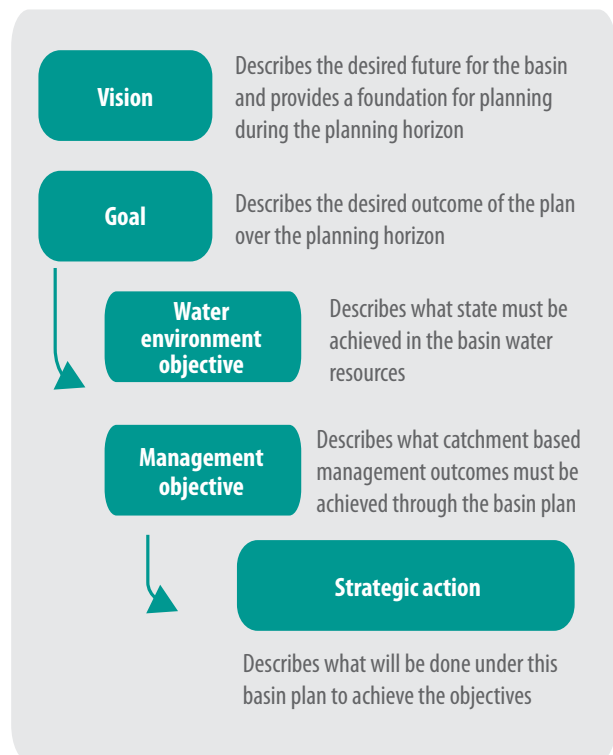 Vision
Describes the desired future for the basin
and provides a foundation for planning
during the planning horizon
Goal
Describes the desired outcome of the plan
over the planning horizon
Water
environment
objective
Describes what state must be
achieved in the basin water
resources
Management
objective
Describes what catchment based
management outcomes must be
achieved through the basin plan
Strategic action
Describes what will be done under this
basin plan to achieve the objectives